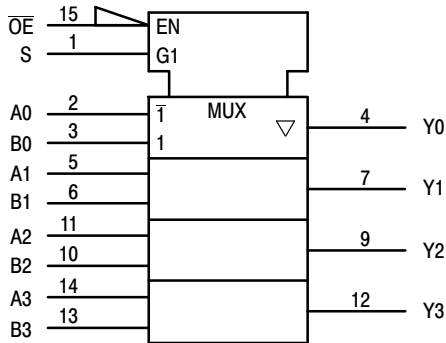 O̅E̅ 15 EN
S 1 G1
MUX
A0 2 1̅ 4 Y0
B0 3 1
A1 5 7 Y1
B1 6
A2 11 9 Y2
B2 10
A3 14 12 Y3
B3 13